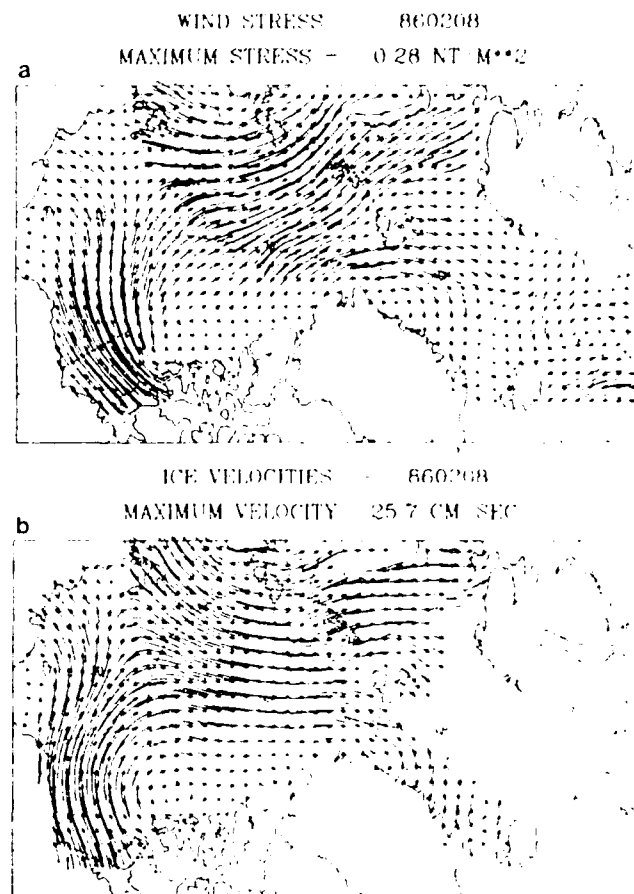 WIND STRESS 860208
MAXIMUM STRESS - 0.28 NT M**2
a
ICE VELOCITIES - 860208
MAXIMUM VELOCITY 25.7 CM SEC
b